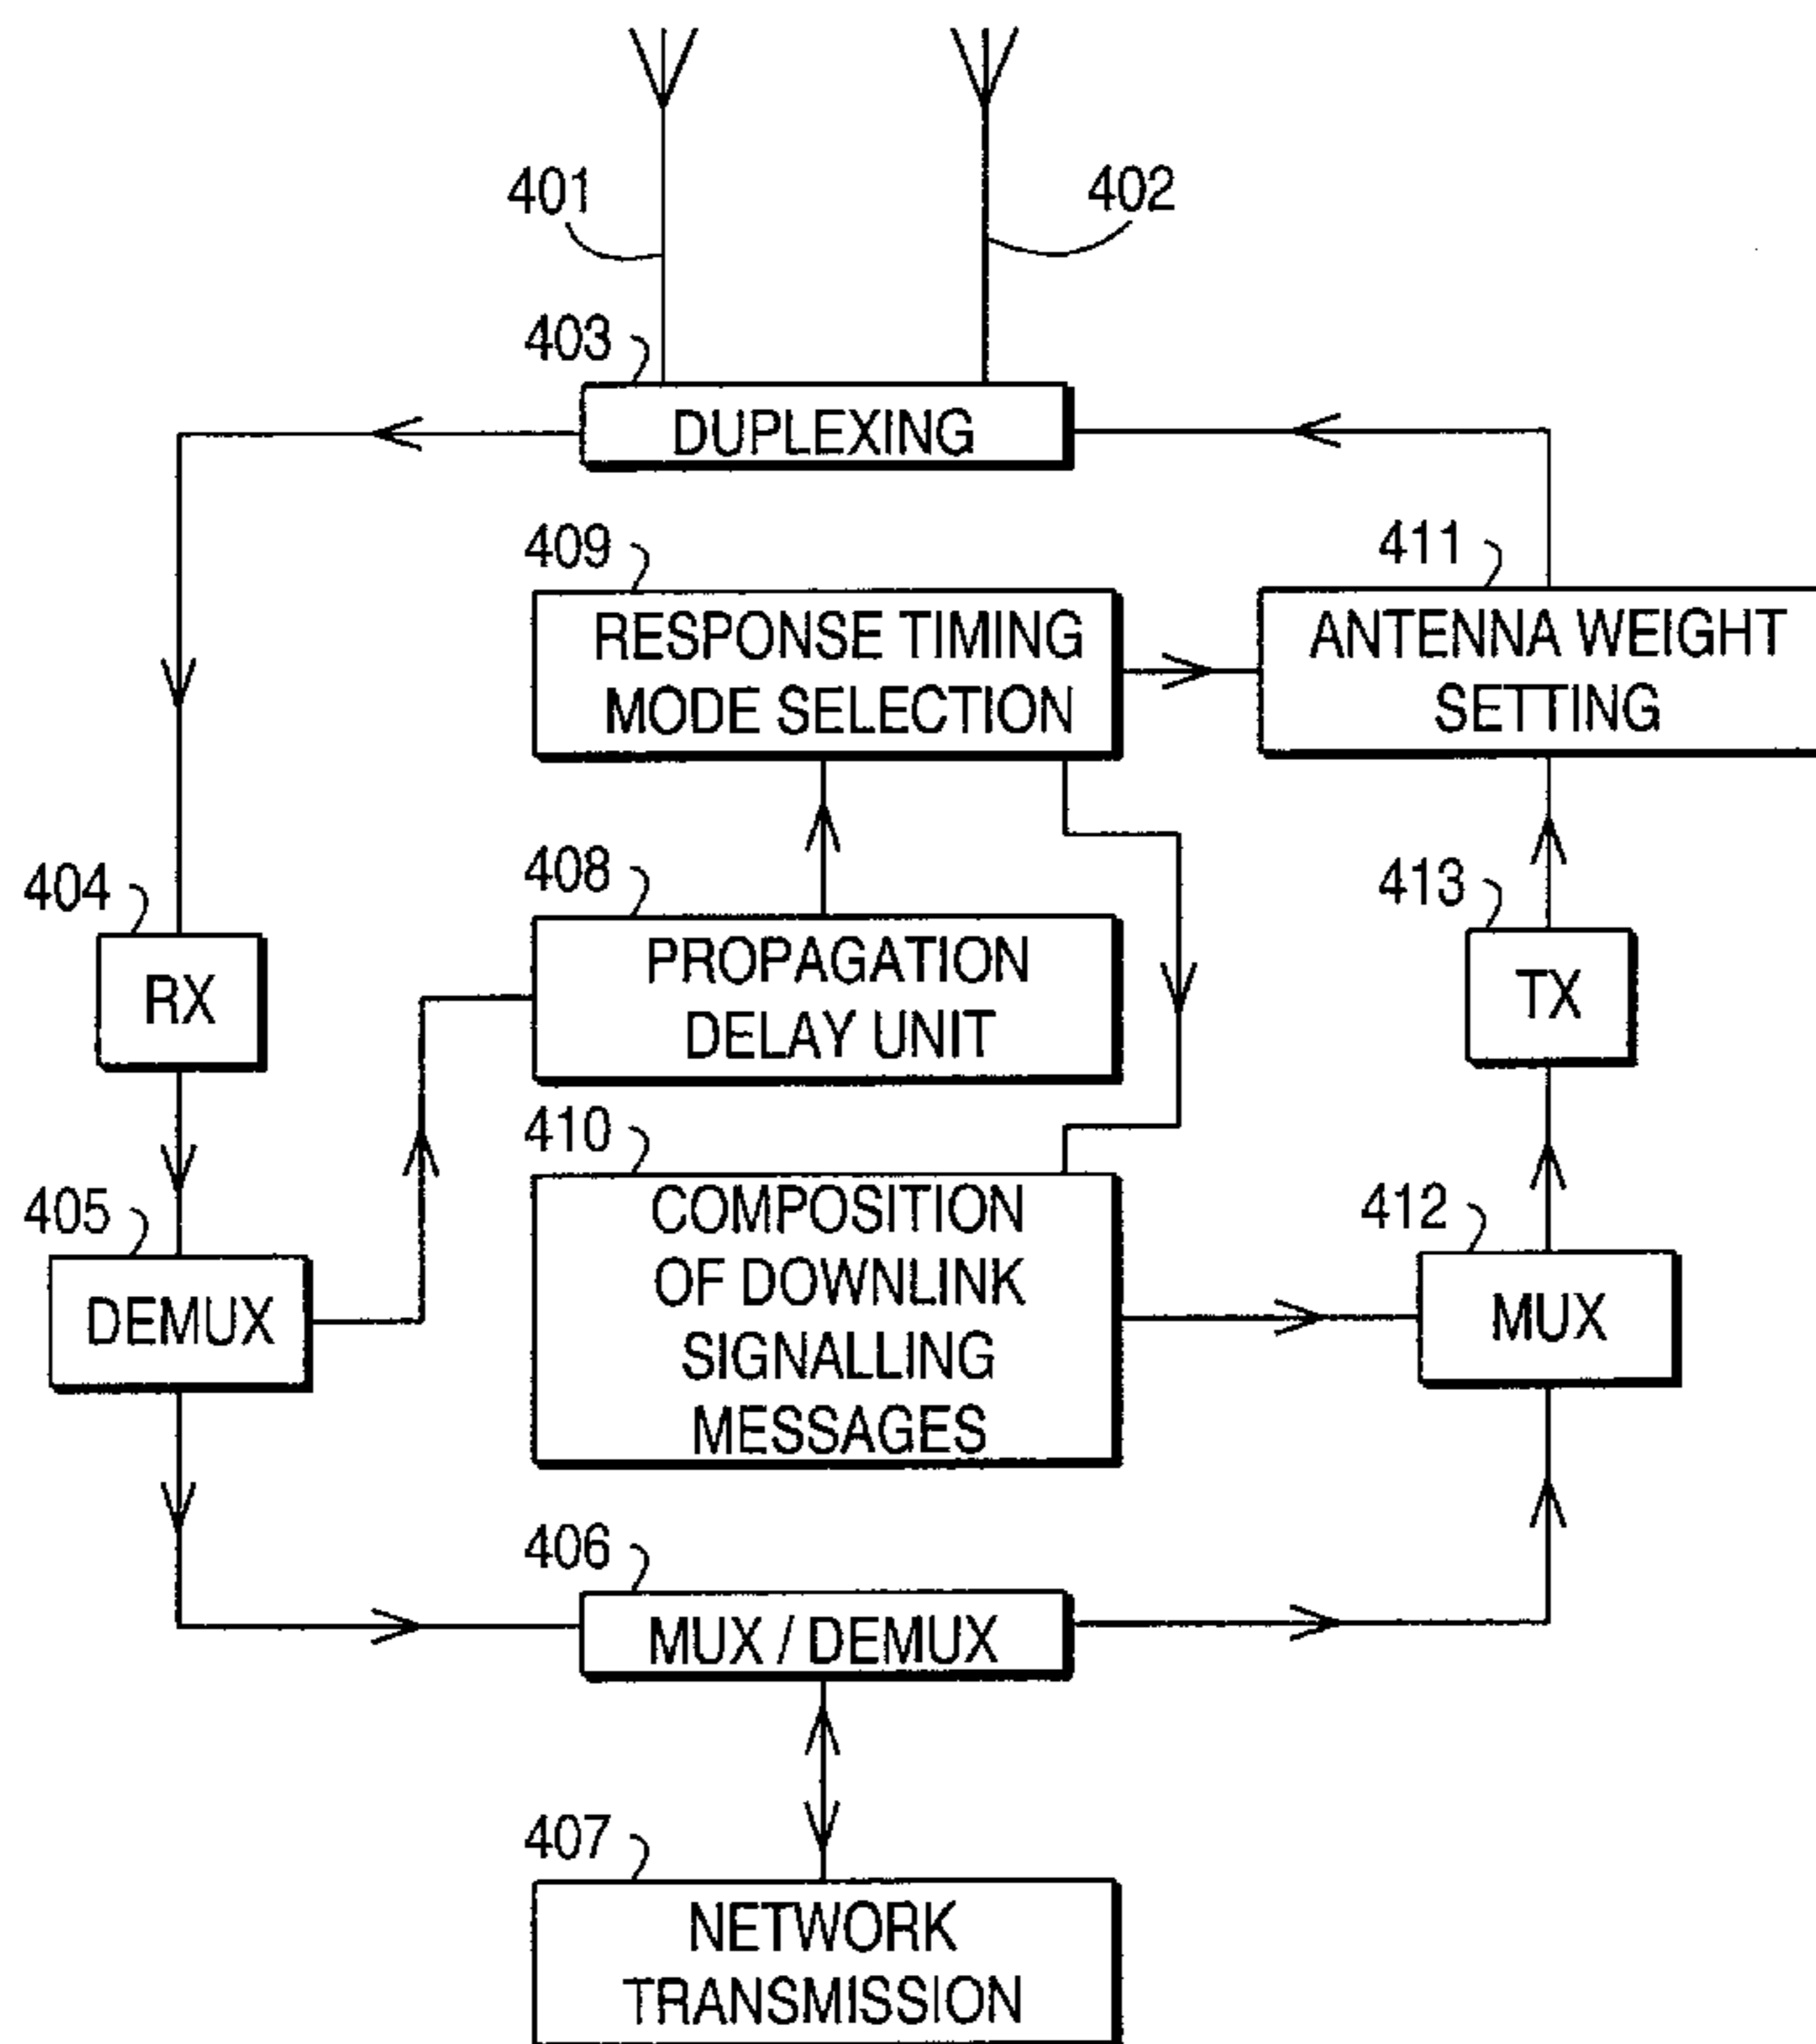 401
402
403
DUPLEXING
409
RESPONSE TIMING
MODE SELECTION
411
ANTENNA WEIGHT
SETTING
404
RX
408
PROPAGATION
DELAY UNIT
413
TX
405
DEMUX
410
COMPOSITION
OF DOWNLINK
SIGNALLING
MESSAGES
412
MUX
406
MUX / DEMUX
407
NETWORK
TRANSMISSION